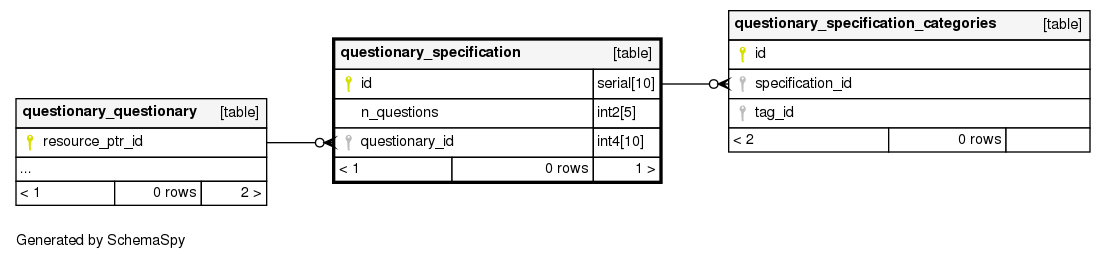 questionary_questionary [table]
resource_ptr_id
...
< 1 0 rows 2 >
questionary_specification [table]
id serial[10]
n_questions int2[5]
questionary_id int4[10]
< 1 0 rows 1 >
questionary_specification_categories [table]
id
specification_id
tag_id
< 2 0 rows
Generated by SchemaSpy